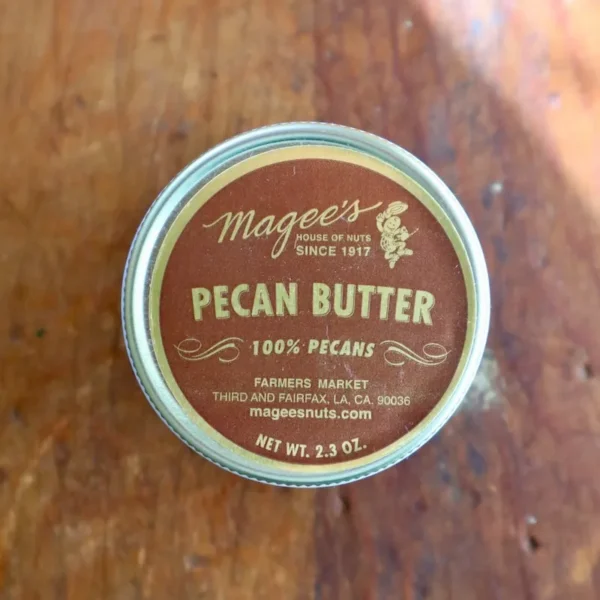 Magee's
HOUSE OF NUTS
SINCE 1917
PECAN BUTTER
100% PECANS
FARMERS MARKET
THIRD AND FAIRFAX, LA, CA. 90036
mageesnuts.com
NET WT. 2.3 OZ.